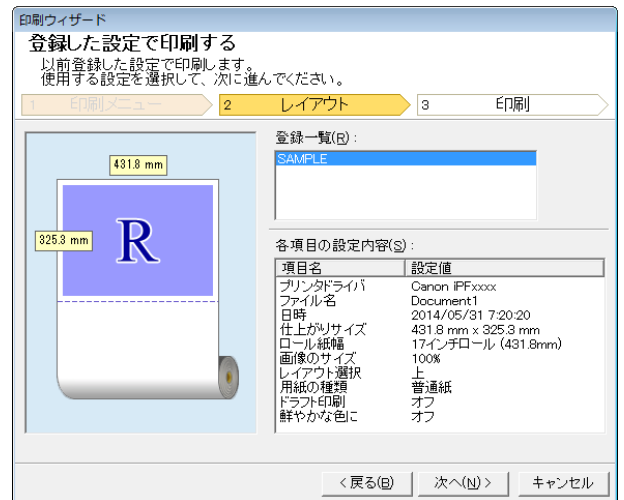 印刷ウィザード
登録した設定で印刷する
以前登録した設定で印刷します。
使用する設定を選択して、次に進んでください。
1 印刷メニュー 2 レイアウト 3 印刷
431.8 mm
325.3 mm
R
登録一覧(R) :
SAMPLE
各項目の設定内容(S) :
項目名 設定値
プリンタドライバ Canon iPFxxxx
ファイル名 Document1
日時 2014/05/31 7:20:20
仕上がりサイズ 431.8 mm x 325.3 mm
ロール紙幅 17インチロール (431.8mm)
画像のサイズ 100%
レイアウト選択 上
用紙の種類 普通紙
ドラフト印刷 オフ
鮮やかな色に オフ
< 戻る(B) 次へ(N) > キャンセル